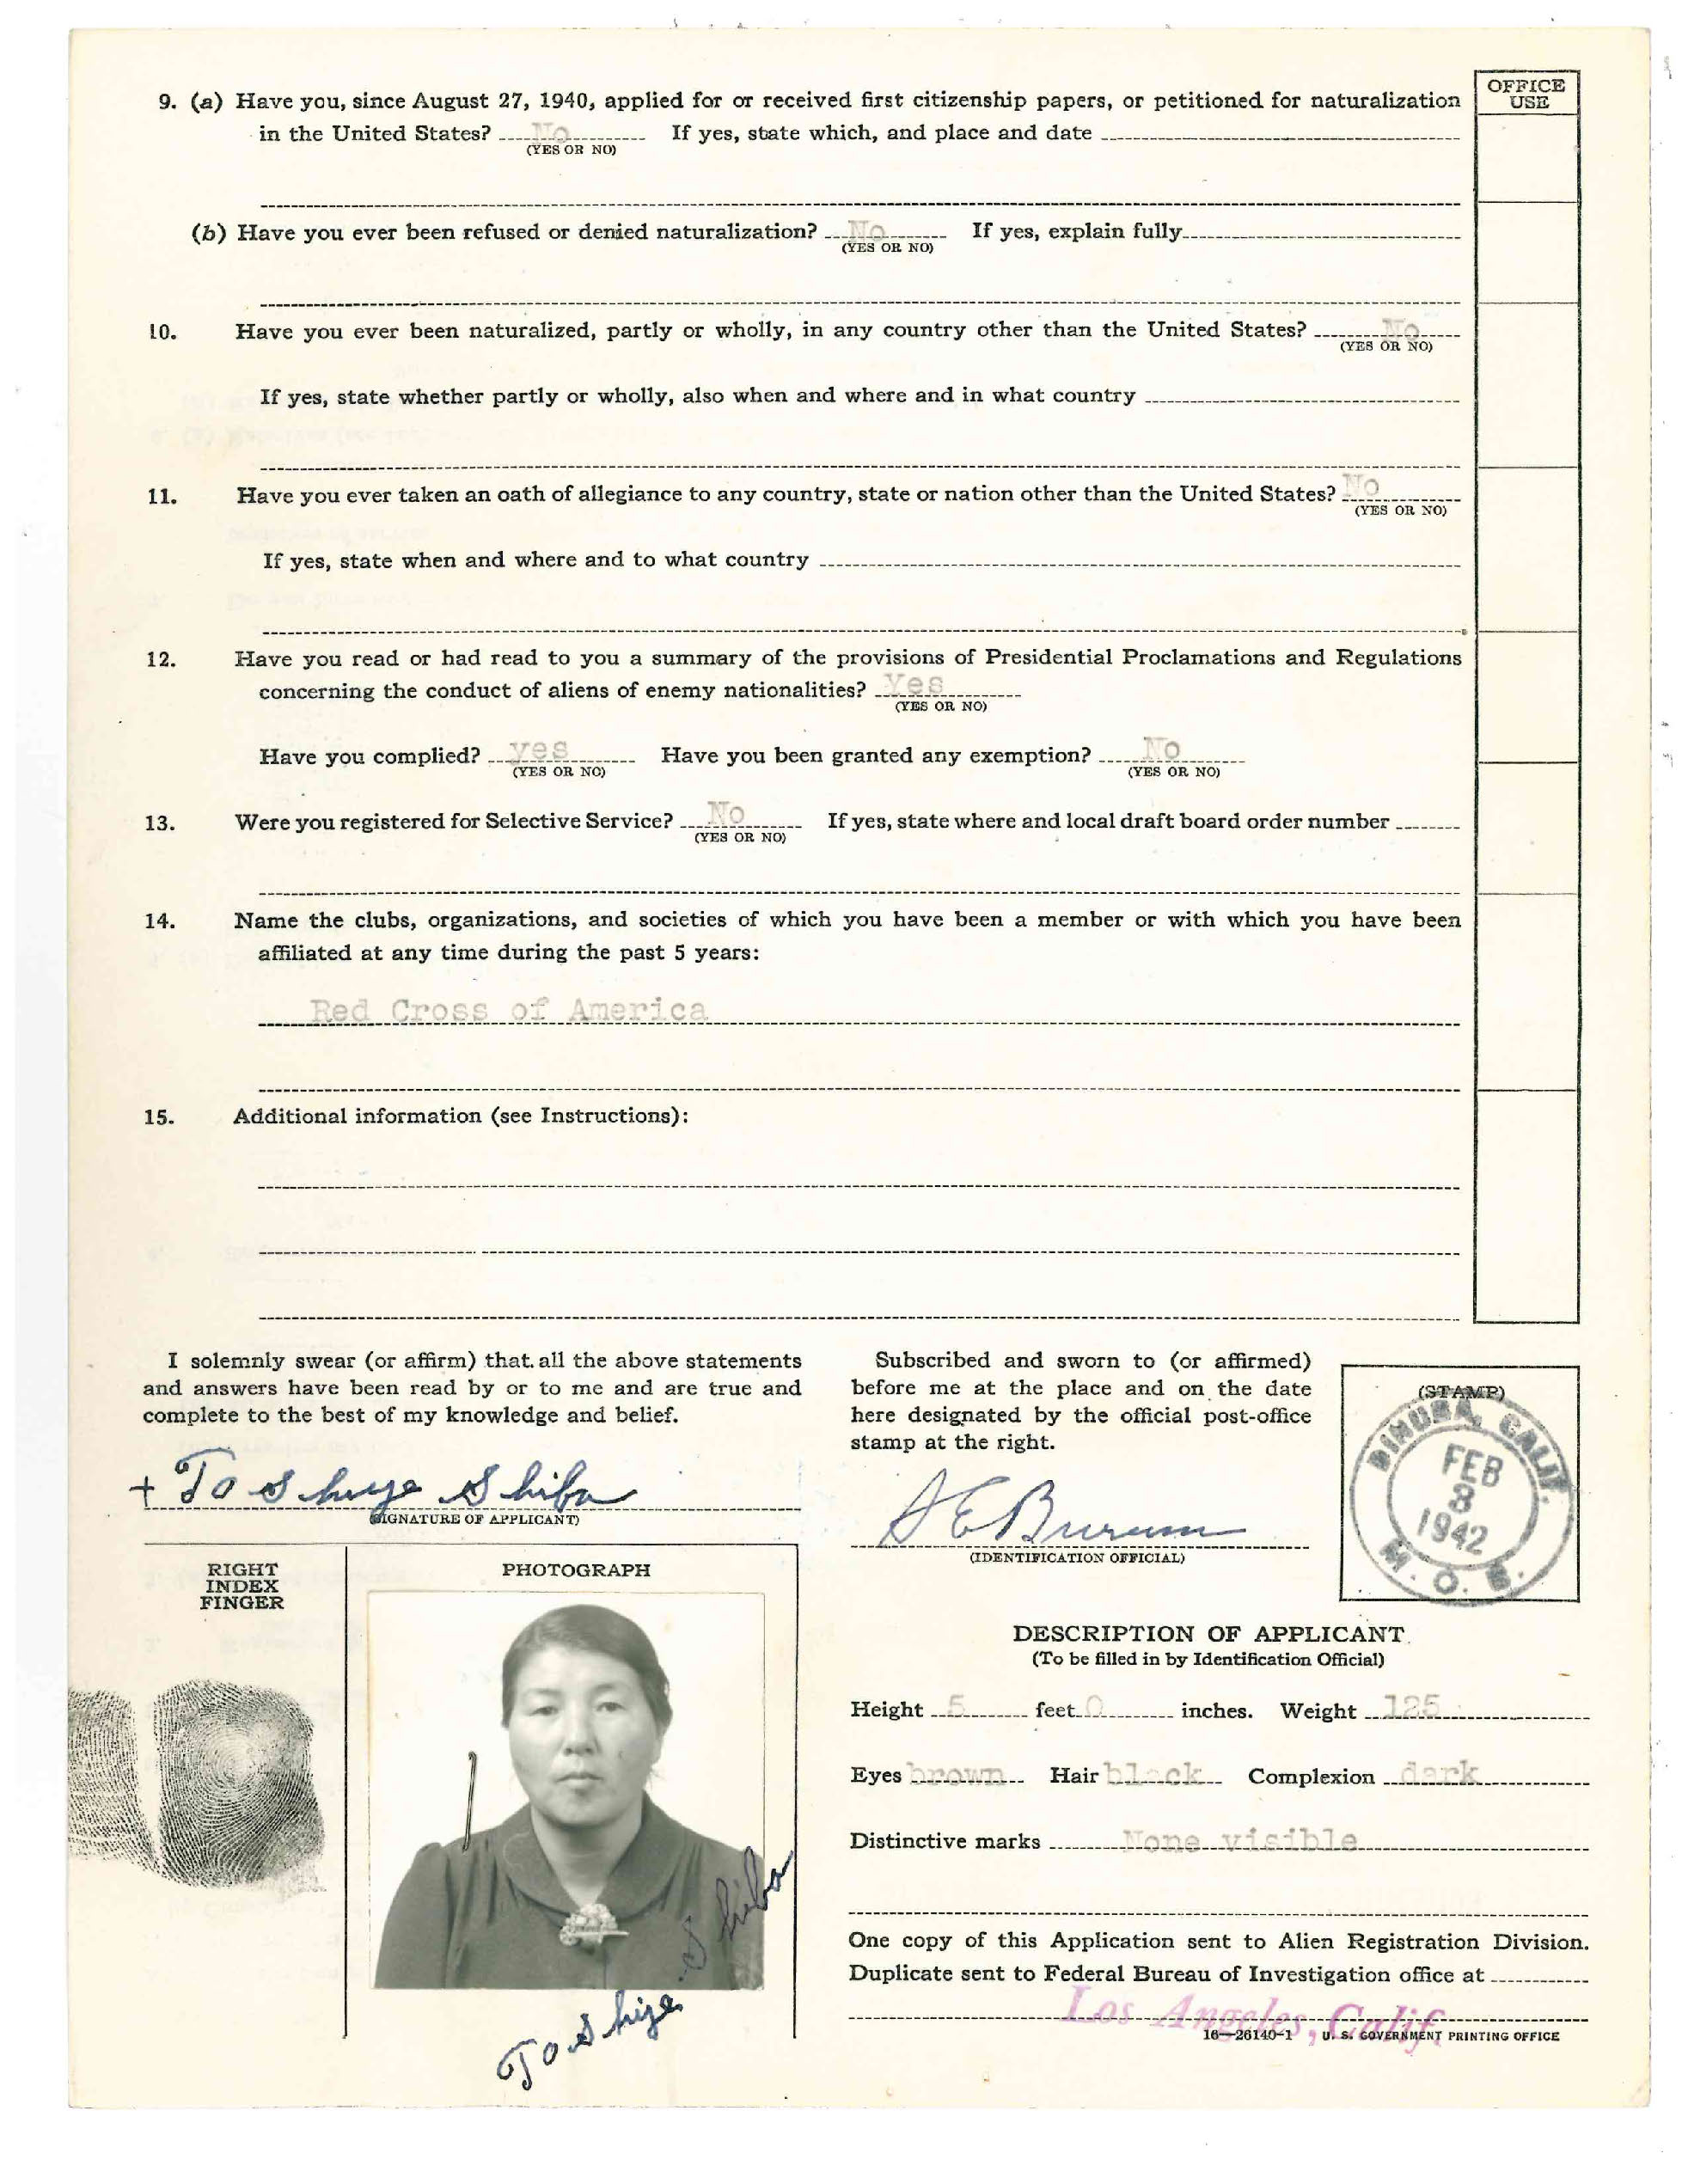 OFFICE
USE
9. (a) Have you, since August 27, 1940, applied for or received first citizenship papers, or petitioned for naturalization
in the United States? No If yes, state which, and place and date
(YES OR NO)
(b) Have you ever been refused or denied naturalization? No If yes, explain fully
(YES OR NO)
10. Have you ever been naturalized, partly or wholly, in any country other than the United States? No
(YES OR NO)
If yes, state whether partly or wholly, also when and where and in what country
11. Have you ever taken an oath of allegiance to any country, state or nation other than the United States? No
(YES OR NO)
If yes, state when and where and to what country
12. Have you read or had read to you a summary of the provisions of Presidential Proclamations and Regulations
concerning the conduct of aliens of enemy nationalities? Yes
(YES OR NO)
Have you complied? yes Have you been granted any exemption? No
(YES OR NO) (YES OR NO)
13. Were you registered for Selective Service? No If yes, state where and local draft board order number
(YES OR NO)
14. Name the clubs, organizations, and societies of which you have been a member or with which you have been
affiliated at any time during the past 5 years:
Red Cross of America
15. Additional information (see Instructions):
I solemnly swear (or affirm) that all the above statements
and answers have been read by or to me and are true and
complete to the best of my knowledge and belief.
+ Toshiye Shiba
(SIGNATURE OF APPLICANT)
Subscribed and sworn to (or affirmed)
before me at the place and on the date
here designated by the official post-office
stamp at the right.
(IDENTIFICATION OFFICIAL)
(STAMP)
DINUBA, CALIF.
FEB
8
1942
M. O. B.
RIGHT
INDEX
FINGER
PHOTOGRAPH
Toshiye Shiba
DESCRIPTION OF APPLICANT
(To be filled in by Identification Official)
Height 5 feet 0 inches. Weight 125
Eyes brown Hair black Complexion dark
Distinctive marks None visible
One copy of this Application sent to Alien Registration Division.
Duplicate sent to Federal Bureau of Investigation office at
Los Angeles, Calif.
16—26140-1 U. S. GOVERNMENT PRINTING OFFICE